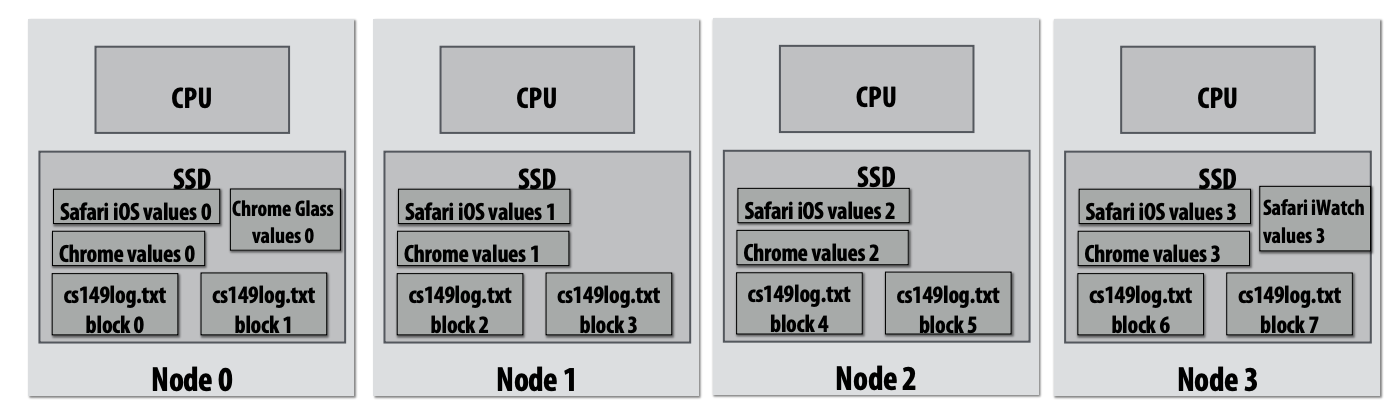 CPU
SSD
Safari iOS values 0
Chrome Glass
values 0
Chrome values 0
cs149log.txt
block 0
cs149log.txt
block 1
Node 0
CPU
SSD
Safari iOS values 1
Chrome values 1
cs149log.txt
block 2
cs149log.txt
block 3
Node 1
CPU
SSD
Safari iOS values 2
Chrome values 2
cs149log.txt
block 4
cs149log.txt
block 5
Node 2
CPU
SSD
Safari iOS values 3
Safari iWatch
values 3
Chrome values 3
cs149log.txt
block 6
cs149log.txt
block 7
Node 3